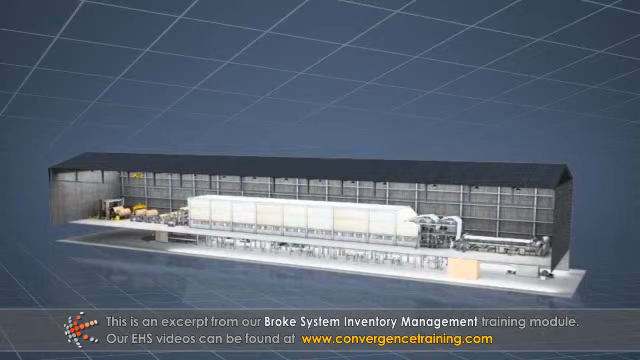 This is an excerpt from our Broke System Inventory Management training module.
Our EHS videos can be found at www.convergencetraining.com